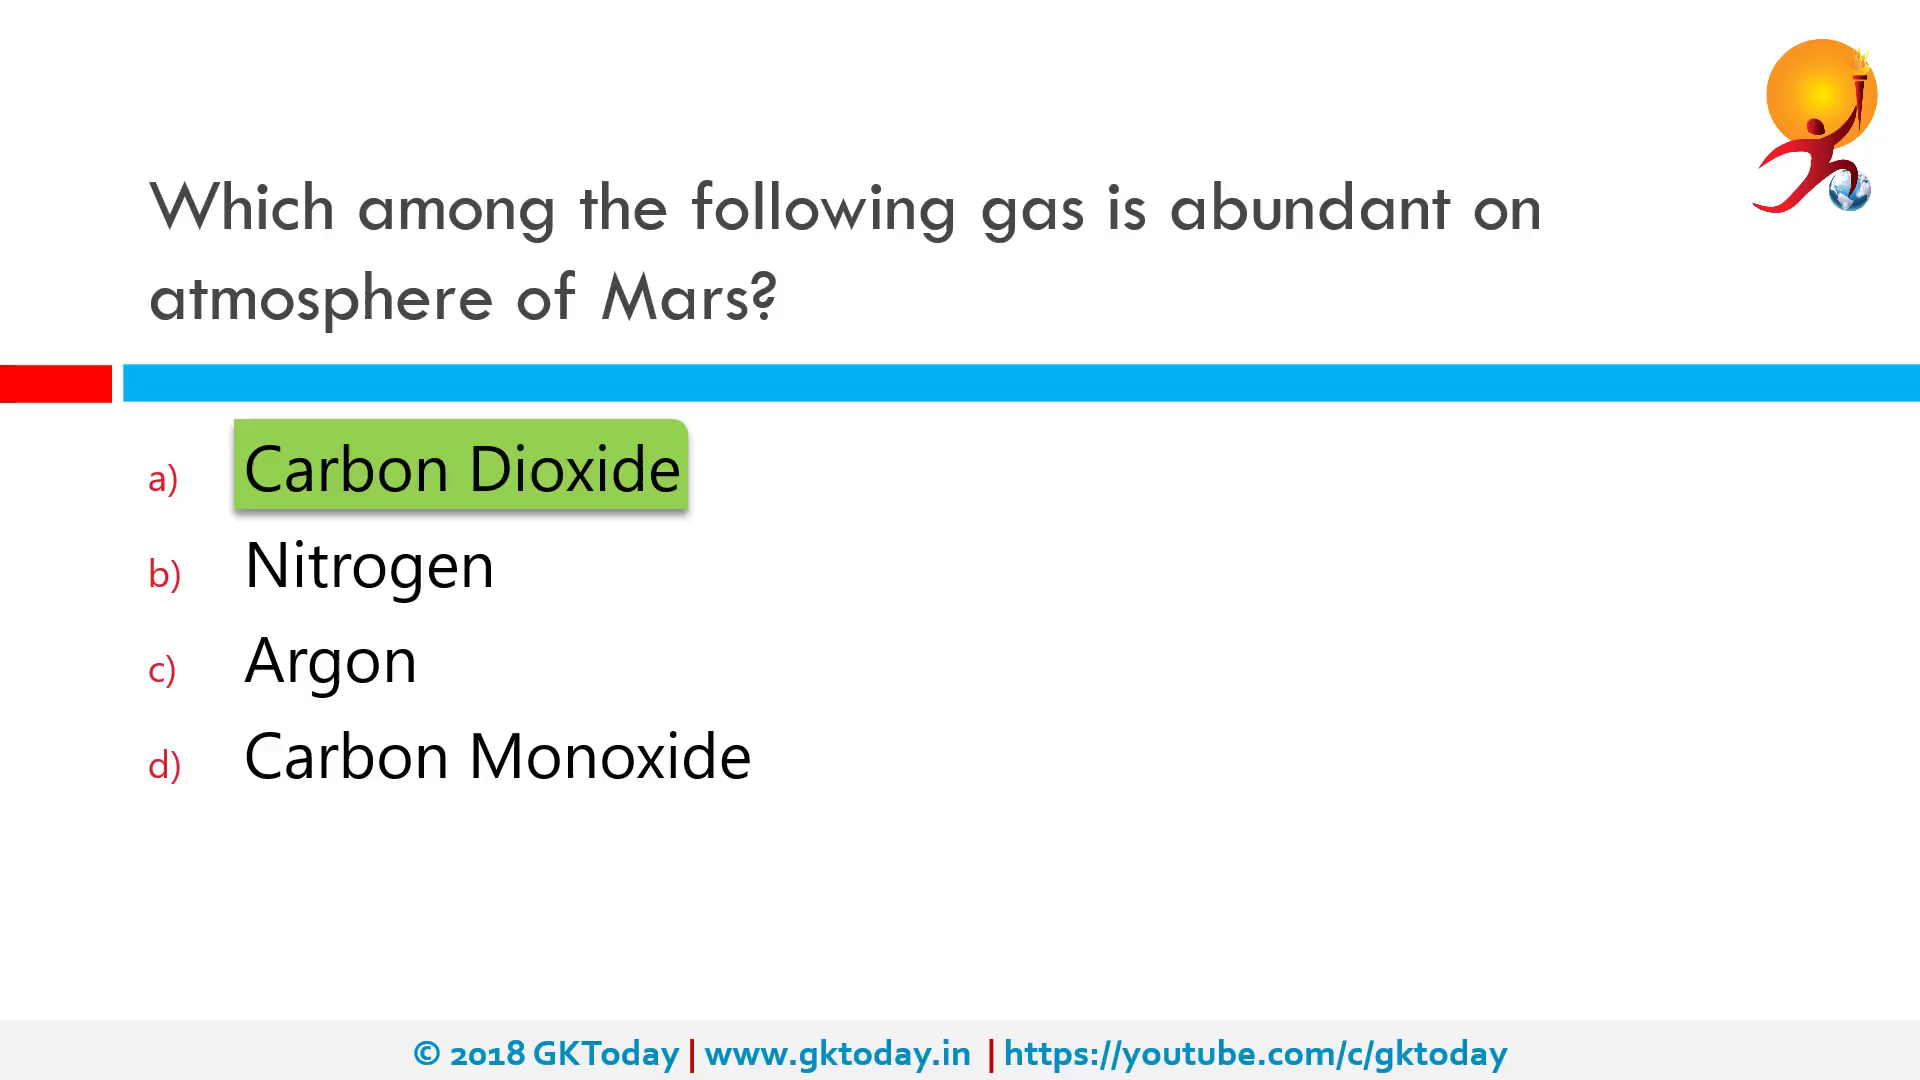 Which among the following gas is abundant on
atmosphere of Mars?
a) Carbon Dioxide
b) Nitrogen
c) Argon
d) Carbon Monoxide
© 2018 GKToday | www.gktoday.in | https://youtube.com/c/gktoday